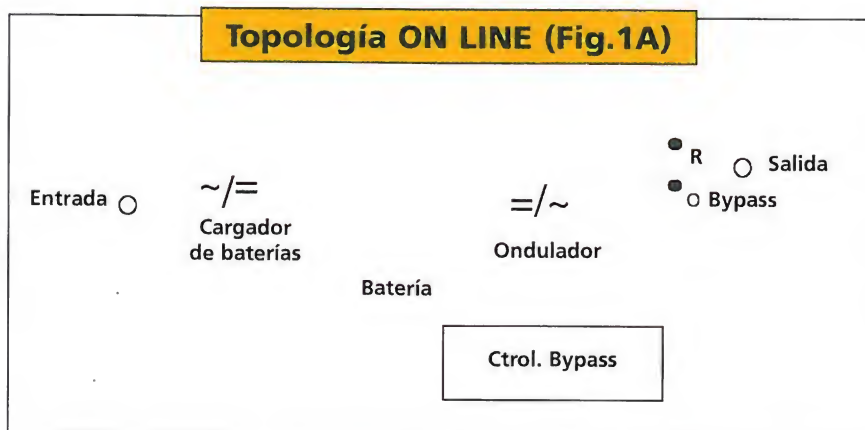 Topología ON LINE (Fig.1A)
R
Salida
Entrada
~/=
=/~
Bypass
Cargador
de baterías
Ondulador
Batería
Ctrol. Bypass